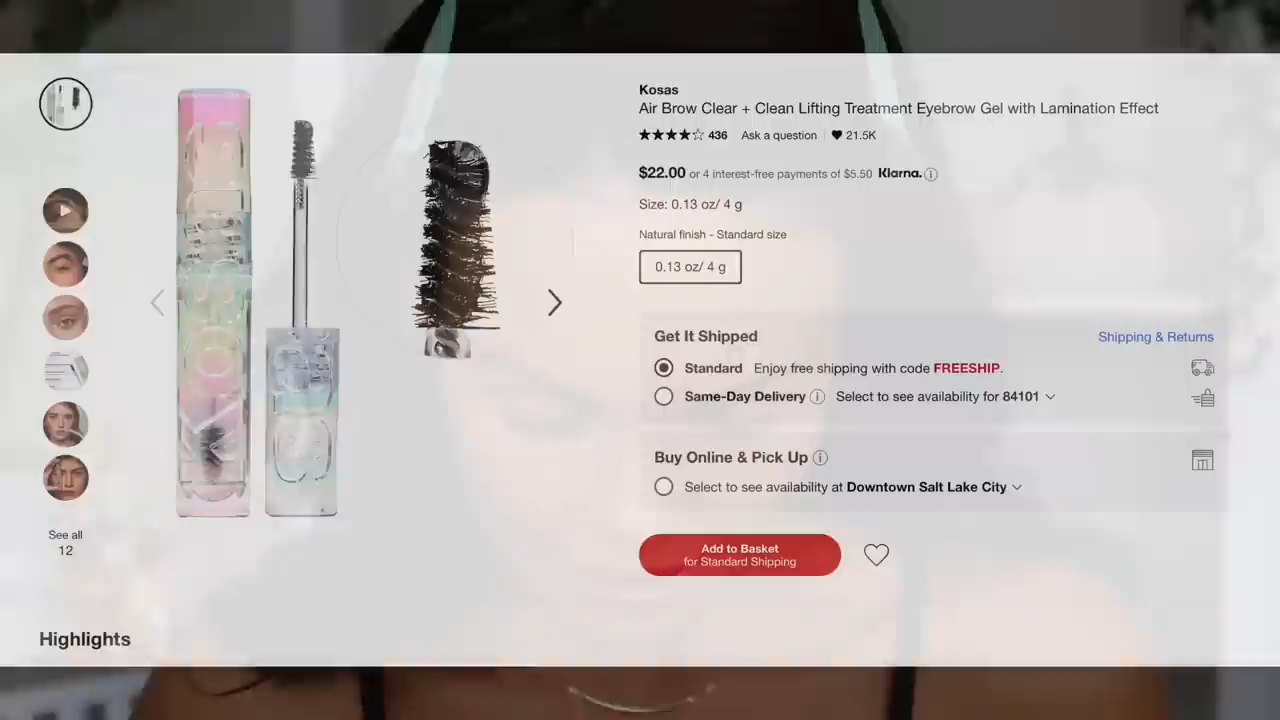 Kosas
Air Brow Clear + Clean Lifting Treatment Eyebrow Gel with Lamination Effect
436 Ask a question 21.5K
$22.00 or 4 interest-free payments of $5.50 Klarna.
Size: 0.13 oz/ 4 g
Natural finish - Standard size
0.13 oz/ 4 g
Get It Shipped
Shipping & Returns
Standard Enjoy free shipping with code FREESHIP.
Same-Day Delivery Select to see availability for 84101
Buy Online & Pick Up
Select to see availability at Downtown Salt Lake City
Add to Basket
for Standard Shipping
See all
12
Highlights